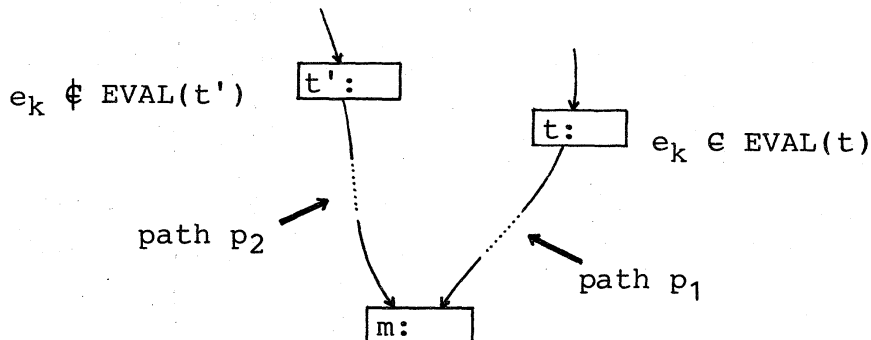 e_k ∉ EVAL(t')
t':
t:
e_k ∈ EVAL(t)
path p_2
path p_1
m: